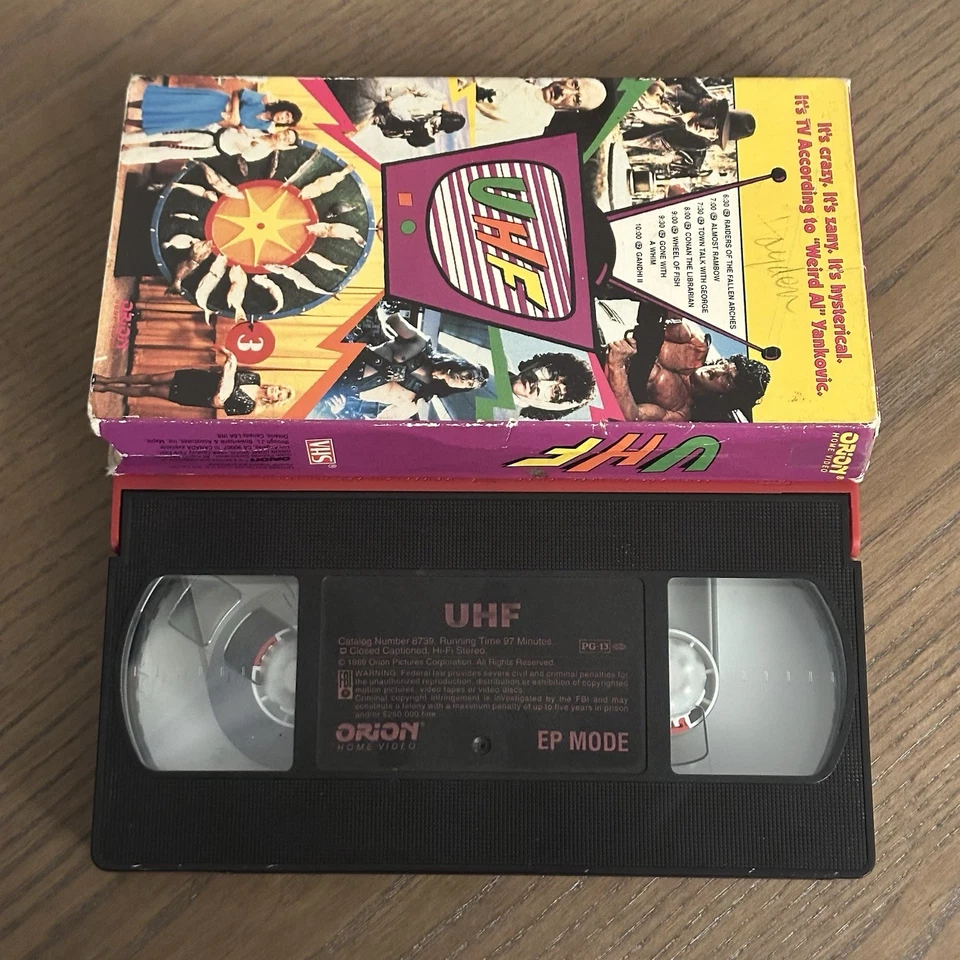 It's crazy. It's zany. It's hysterical.
It's TV According to "Weird Al" Yankovic.
6:30 RAIDERS OF THE FALLEN ARCHES
7:00 ALMOST RAMBOW
7:30 TOWN TALK WITH GEORGE
8:00 CONAN THE LIBRARIAN
9:00 WHEEL OF FISH
9:30 GONE WITH
A WHIM
10:00 GANDHI II
UHF
3
ORION®
HOME VIDEO
UHF
VHS
ORION
UHF
Catalog Number 8739. Running Time 97 Minutes.
Closed Captioned, Hi-Fi Stereo.
PG-13
© 1989 Orion Pictures Corporation. All Rights Reserved.
FBI
WARNING: Federal law provides severe civil and criminal penalties for
the unauthorized reproduction, distribution or exhibition of copyrighted
motion pictures, video tapes or video discs.
Criminal copyright infringement is investigated by the FBI and may
constitute a felony with a maximum penalty of up to five years in prison
and/or $250,000 fine.
ORION®
HOME VIDEO
EP MODE